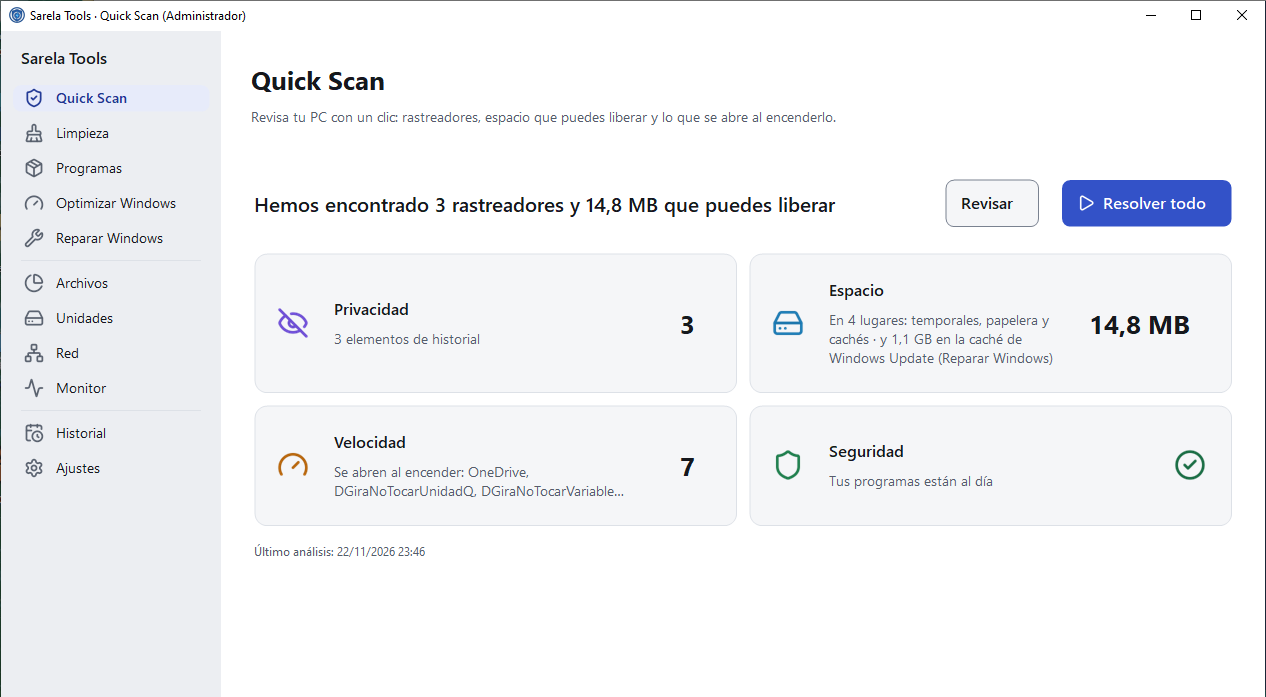 Sarela Tools · Quick Scan (Administrador)
Sarela Tools
Quick Scan
Limpieza
Programas
Optimizar Windows
Reparar Windows
Archivos
Unidades
Red
Monitor
Historial
Ajustes
Quick Scan
Revisa tu PC con un clic: rastreadores, espacio que puedes liberar y lo que se abre al encenderlo.
Hemos encontrado 3 rastreadores y 14,8 MB que puedes liberar
Revisar
Resolver todo
Privacidad
3 elementos de historial
3
Espacio
En 4 lugares: temporales, papelera y
cachés · y 1,1 GB en la caché de
Windows Update (Reparar Windows)
14,8 MB
Velocidad
Se abren al encender: OneDrive,
DGiraNoTocarUnidadQ, DGiraNoTocarVariable...
7
Seguridad
Tus programas están al día
Último análisis: 22/11/2026 23:46